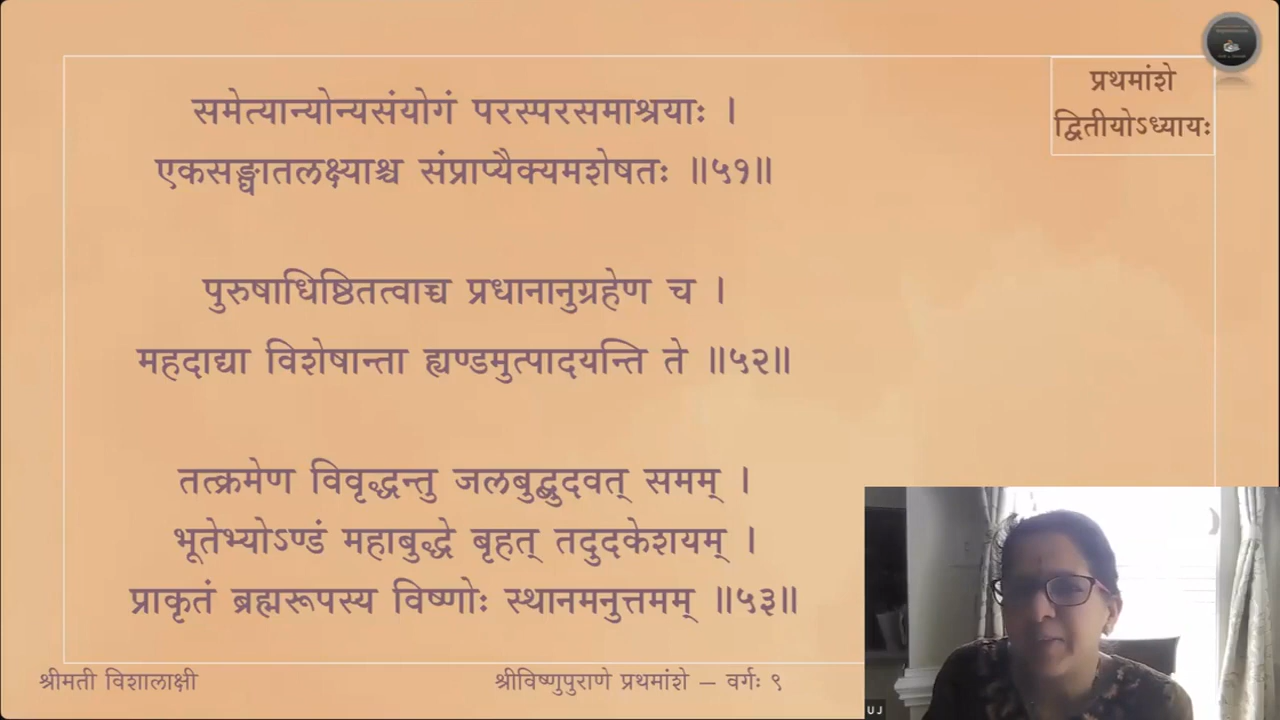 प्रथमांशे
द्वितीयोऽध्यायः
समेत्यान्योन्यसंयोगं परस्परसमाश्रयाः ।
एकसङ्घातलक्ष्याश्च संप्राप्यैक्यमशेषतः ॥५१॥
पुरुषाधिष्ठितत्वाच्च प्रधानानुग्रहेण च ।
महदाद्या विशेषान्ता ह्यण्डमुत्पादयन्ति ते ॥५२॥
तत्क्रमेण विवृद्धन्तु जलबुद्बुदवत् समम् ।
भूतेभ्योऽण्डं महाबुद्धे बृहत् तदुदकेशयम् ।
प्राकृतं ब्रह्मरूपस्य विष्णोः स्थानमनुत्तमम् ॥५३॥
श्रीमती विशालाक्षी
श्रीविष्णुपुराणे प्रथमांशे – वर्गः ९
U J